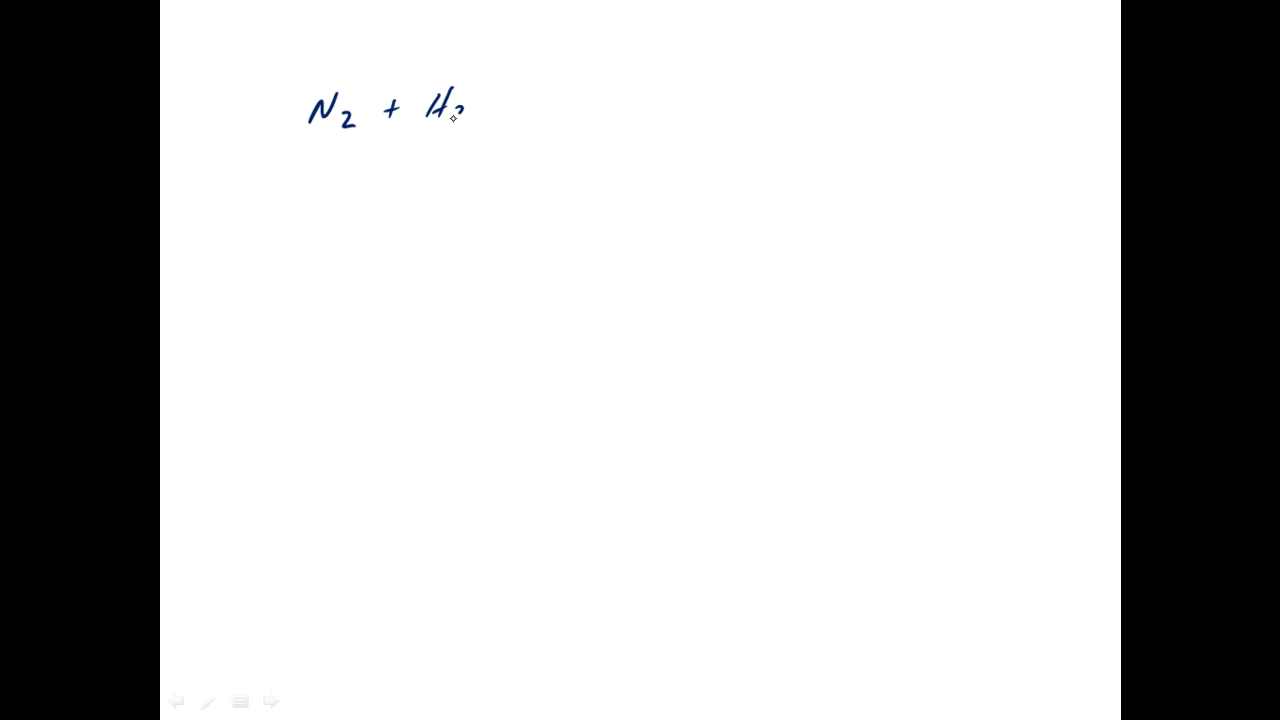 N₂ + H₂